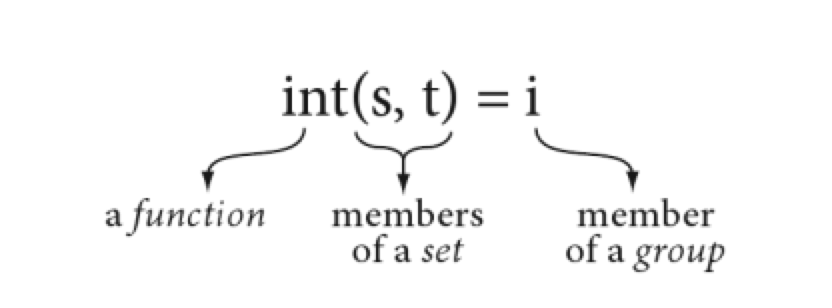 int(s, t) = i
a function
members
of a set
member
of a group